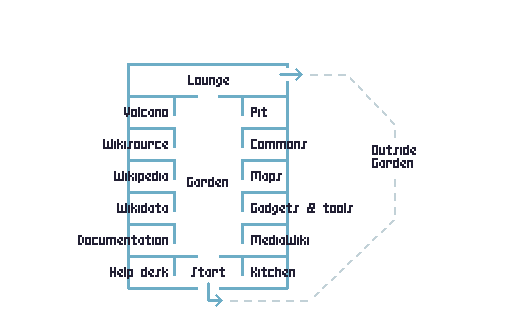 Lounge
Volcano
Pit
Wikisource
Commons
Outside
Garden
Wikipedia
Garden
Maps
Wikidata
Gadgets & tools
Documentation
MediaWiki
Help desk
Start
Kitchen